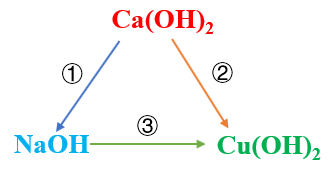 Ca(OH)₂
① ②
③
NaOH Cu(OH)₂